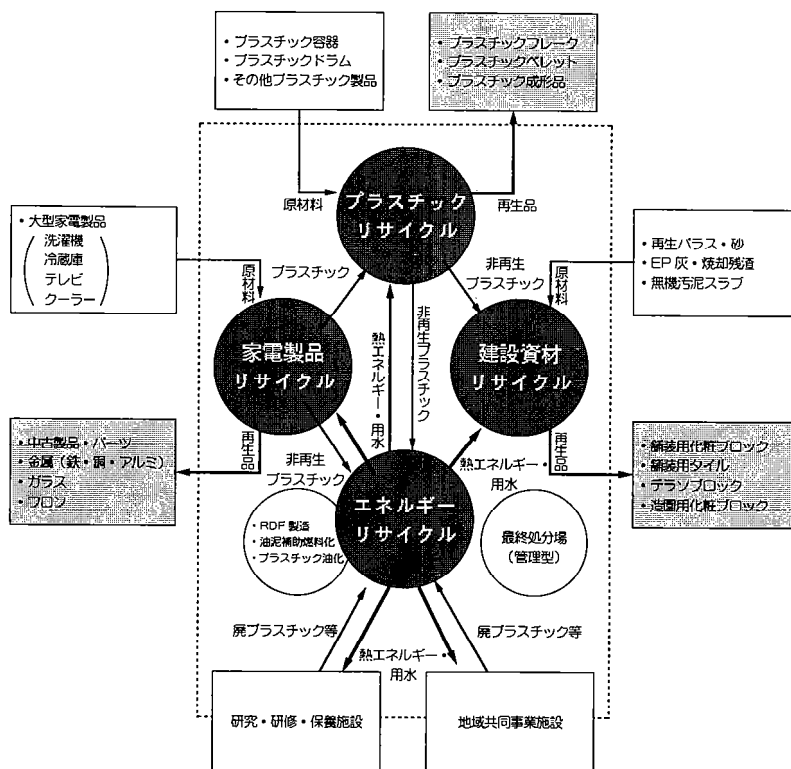 ・プラスチック容器
・プラスチックドラム
・その他プラスチック製品
・プラスチックフレーク
・プラスチックペレット
・プラスチック成形品
原材料
プラスチック
リサイクル
再生品
・大型家電製品
洗濯機
冷蔵庫
テレビ
クーラー
原材料
プラスチック
非再生
プラスチック
原材料
・再生バラス・砂
・EP灰・焼却残渣
・無機汚泥スラブ
家電製品
リサイクル
熱エネルギー・用水
非再生プラスチック
建設資材
リサイクル
・中古製品・パーツ
・金属（鉄・銅・アルミ）
・ガラス
・フロン
再生品
非再生
プラスチック
熱エネルギー・
用水
再生品
・舗装用化粧ブロック
・舗装用タイル
・テラゾブロック
・造園用化粧ブロック
エネルギー
リサイクル
・RDF製造
・油泥補助燃料化
・プラスチック油化
最終処分場
（管理型）
廃プラスチック等
熱エネルギー・
用水
廃プラスチック等
研究・研修・保養施設
地域共同事業施設